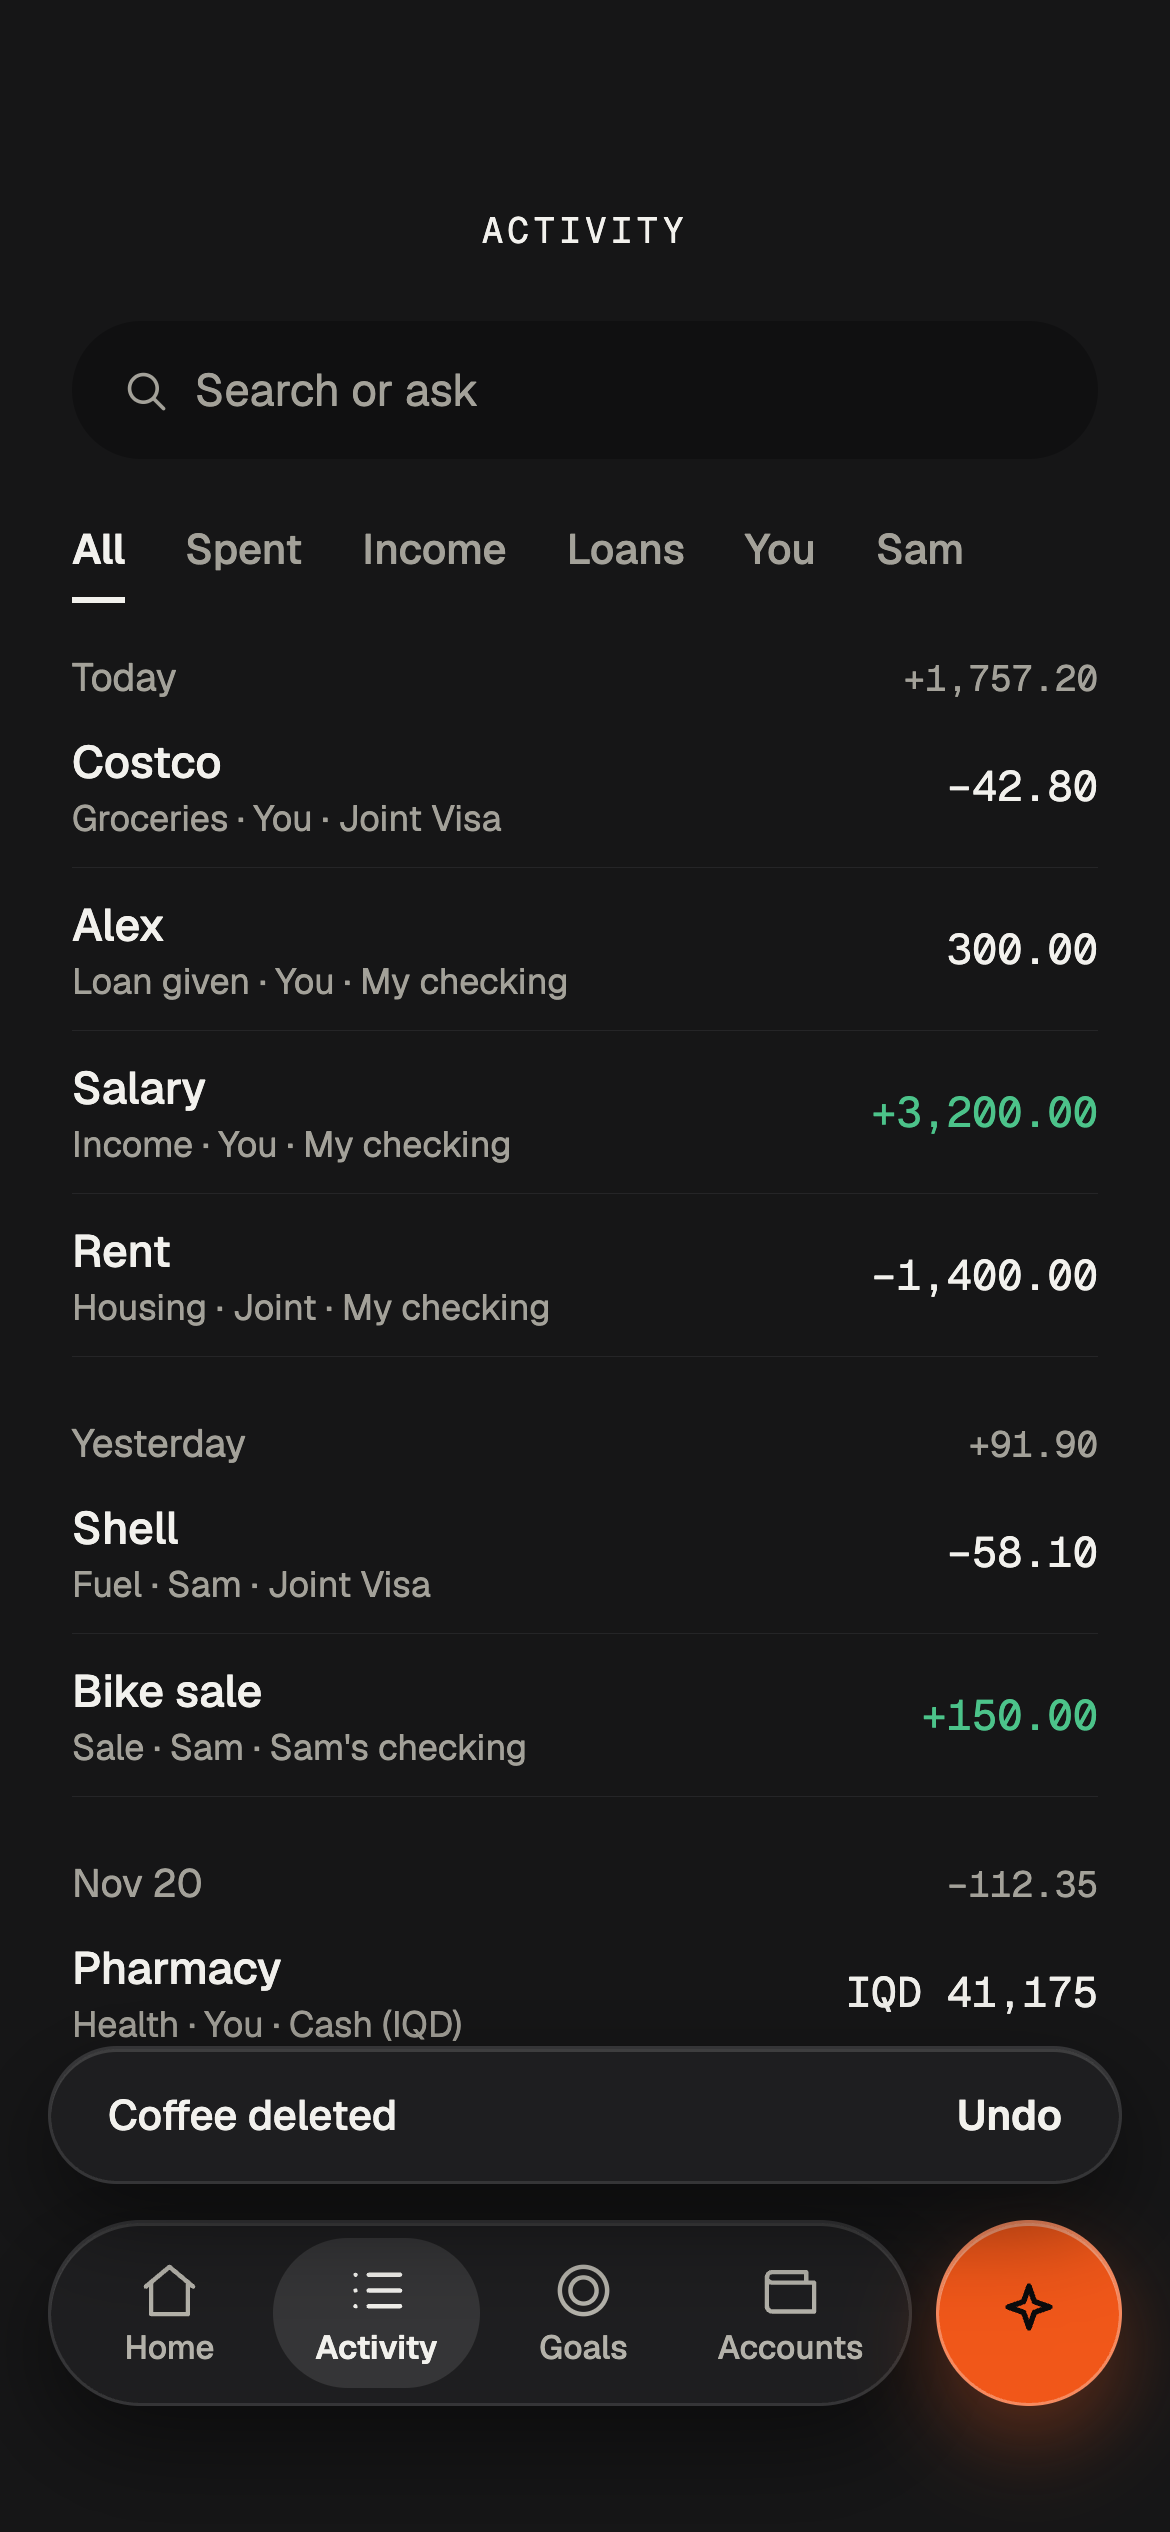 ACTIVITY
Search or ask
All Spent Income Loans You Sam
Today +1,757.20
Costco
−42.80
Groceries · You · Joint Visa
Alex
300.00
Loan given · You · My checking
Salary
+3,200.00
Income · You · My checking
Rent
−1,400.00
Housing · Joint · My checking
Yesterday +91.90
Shell
−58.10
Fuel · Sam · Joint Visa
Bike sale
+150.00
Sale · Sam · Sam's checking
Nov 20 −112.35
Pharmacy
IQD 41,175
Health · You · Cash (IQD)
Coffee deleted Undo
Home Activity Goals Accounts